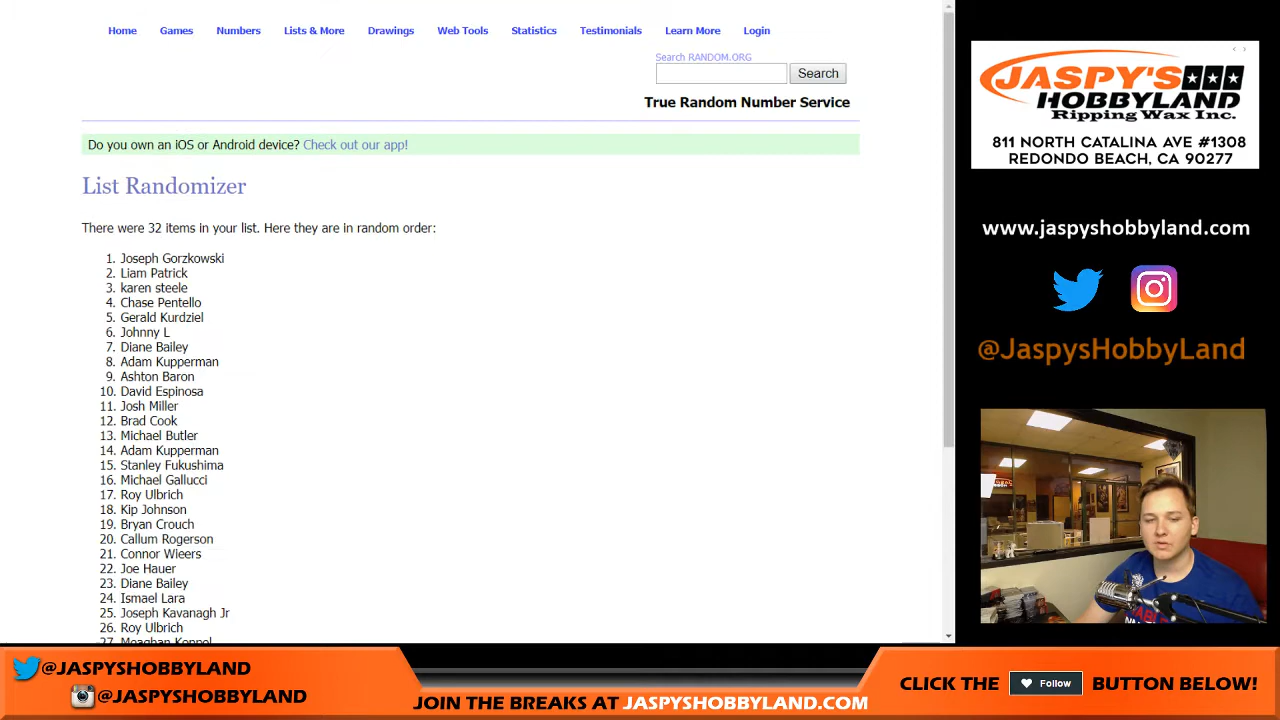 Home Games Numbers Lists & More Drawings Web Tools Statistics Testimonials Learn More Login
Search RANDOM.ORG
Search
True Random Number Service
Do you own an iOS or Android device? Check out our app!
List Randomizer
There were 32 items in your list. Here they are in random order:
1. Joseph Gorzkowski
2. Liam Patrick
3. karen steele
4. Chase Pentello
5. Gerald Kurdziel
6. Johnny L
7. Diane Bailey
8. Adam Kupperman
9. Ashton Baron
10. David Espinosa
11. Josh Miller
12. Brad Cook
13. Michael Butler
14. Adam Kupperman
15. Stanley Fukushima
16. Michael Gallucci
17. Roy Ulbrich
18. Kip Johnson
19. Bryan Crouch
20. Callum Rogerson
21. Connor Wieers
22. Joe Hauer
23. Diane Bailey
24. Ismael Lara
25. Joseph Kavanagh Jr
26. Roy Ulbrich
27. Meaghan Koppel
JASPY'S
HOBBYLAND
Ripping Wax Inc.
811 NORTH CATALINA AVE #1308
REDONDO BEACH, CA 90277
www.jaspyshobbyland.com
@JaspysHobbyLand
@JASPYSHOBBYLAND
@JASPYSHOBBYLAND
JOIN THE BREAKS AT JASPYSHOBBYLAND.COM
CLICK THE Follow BUTTON BELOW!